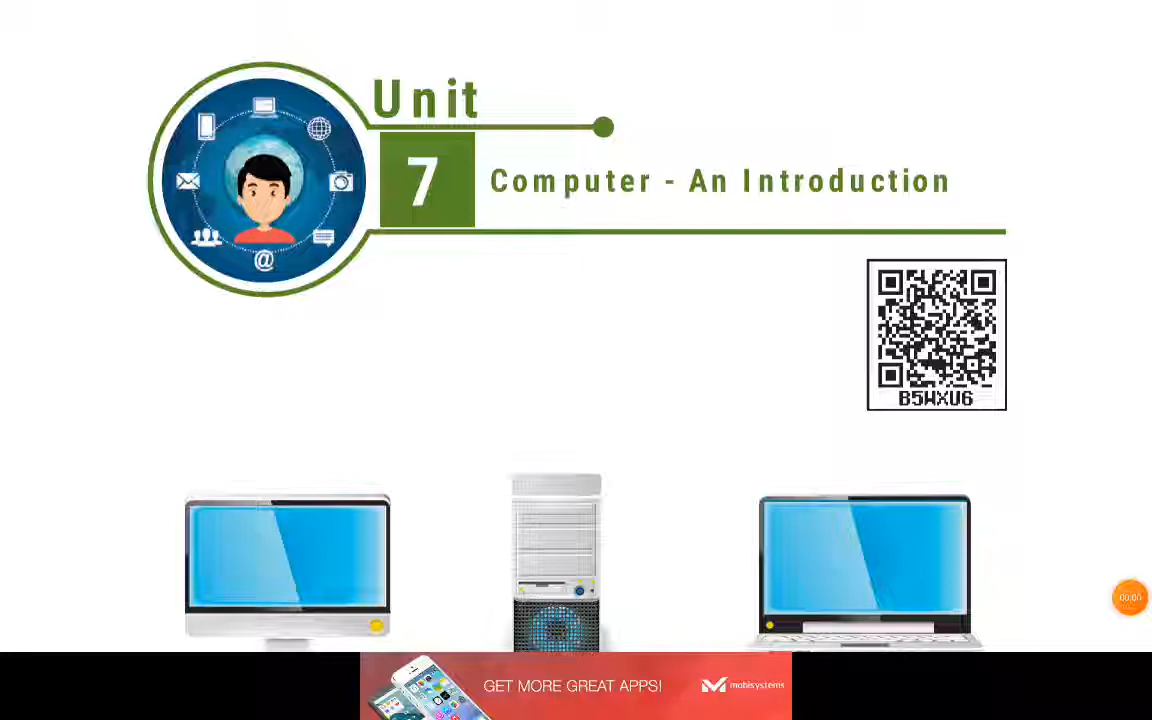 Unit
7
Computer - An Introduction
B5WXU6
00:00
GET MORE GREAT APPS!
mobisystems